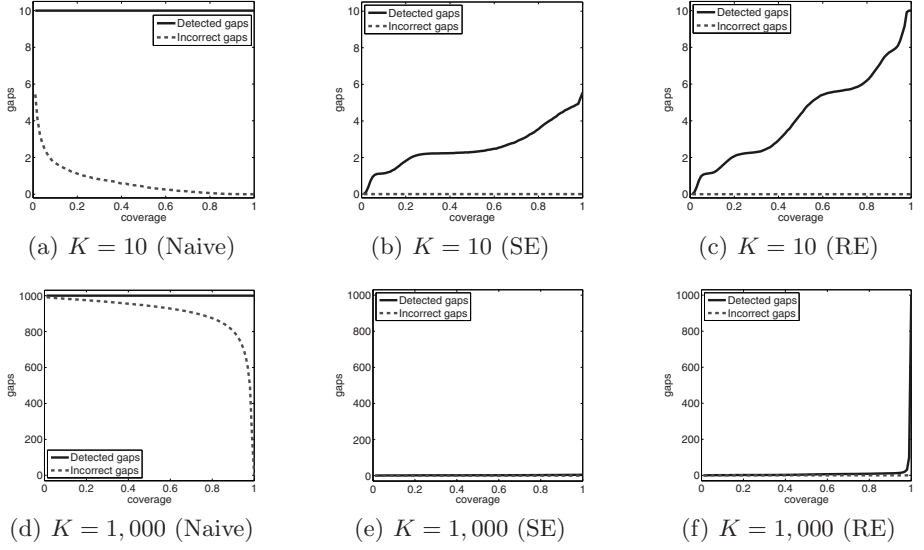 Detected gaps
Incorrect gaps
10
8
6
4
2
0
gaps
0 0.2 0.4 0.6 0.8 1
coverage
(a) K = 10 (Naive)
Detected gaps
Incorrect gaps
10
8
6
4
2
0
gaps
0 0.2 0.4 0.6 0.8 1
coverage
(b) K = 10 (SE)
Detected gaps
Incorrect gaps
10
8
6
4
2
0
gaps
0 0.2 0.4 0.6 0.8 1
coverage
(c) K = 10 (RE)
1000
800
600
400
200
0
gaps
Detected gaps
Incorrect gaps
0.2 0.4 0.6 0.8 1
coverage
(d) K = 1, 000 (Naive)
Detected gaps
Incorrect gaps
1000
800
600
400
200
0
gaps
0.2 0.4 0.6 0.8 1
coverage
(e) K = 1, 000 (SE)
Detected gaps
Incorrect gaps
1000
800
600
400
200
0
gaps
0.2 0.4 0.6 0.8 1
coverage
(f) K = 1, 000 (RE)